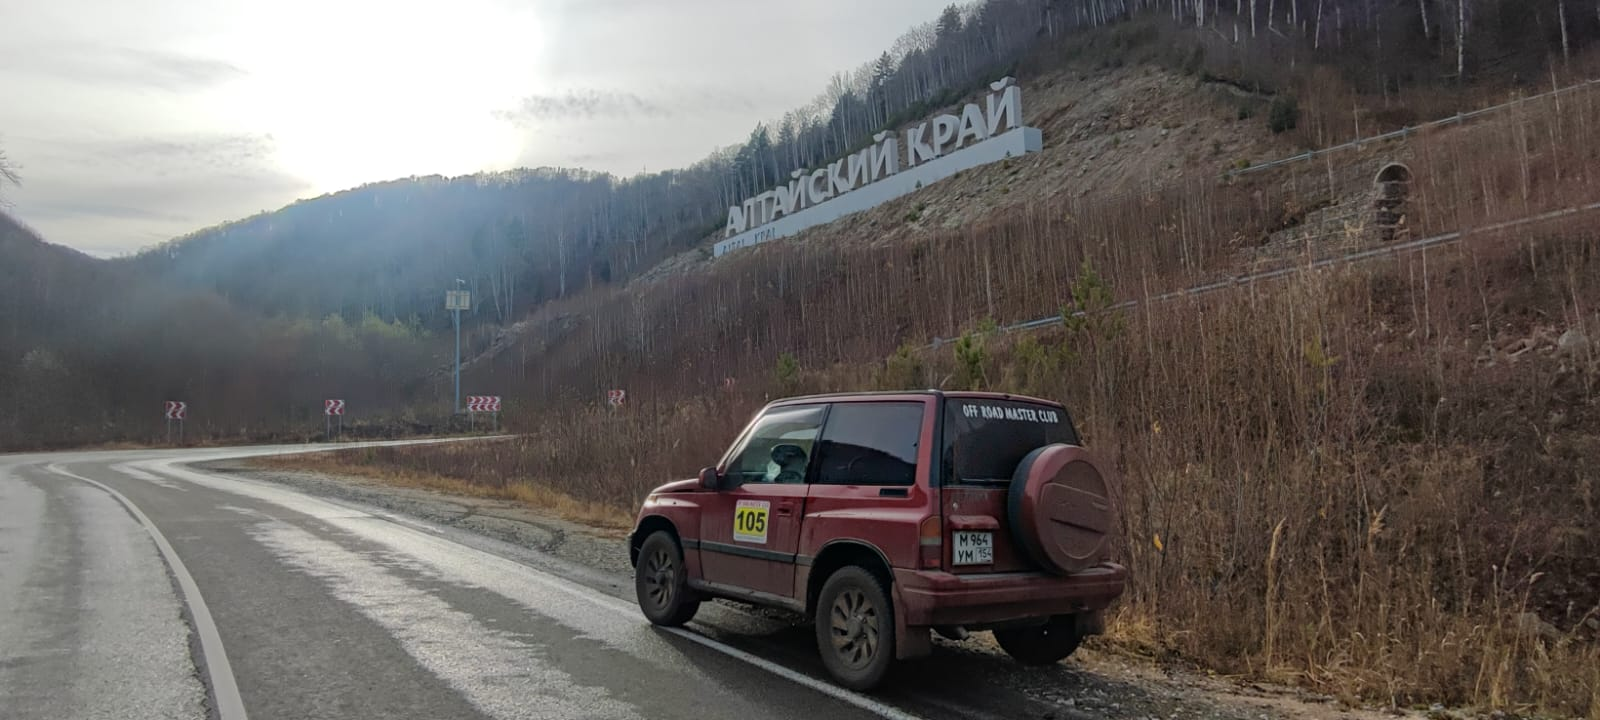 АЛТАЙСКИЙ КРАЙ
OFF ROAD MASTER CLUB
105
М 964
УМ 154